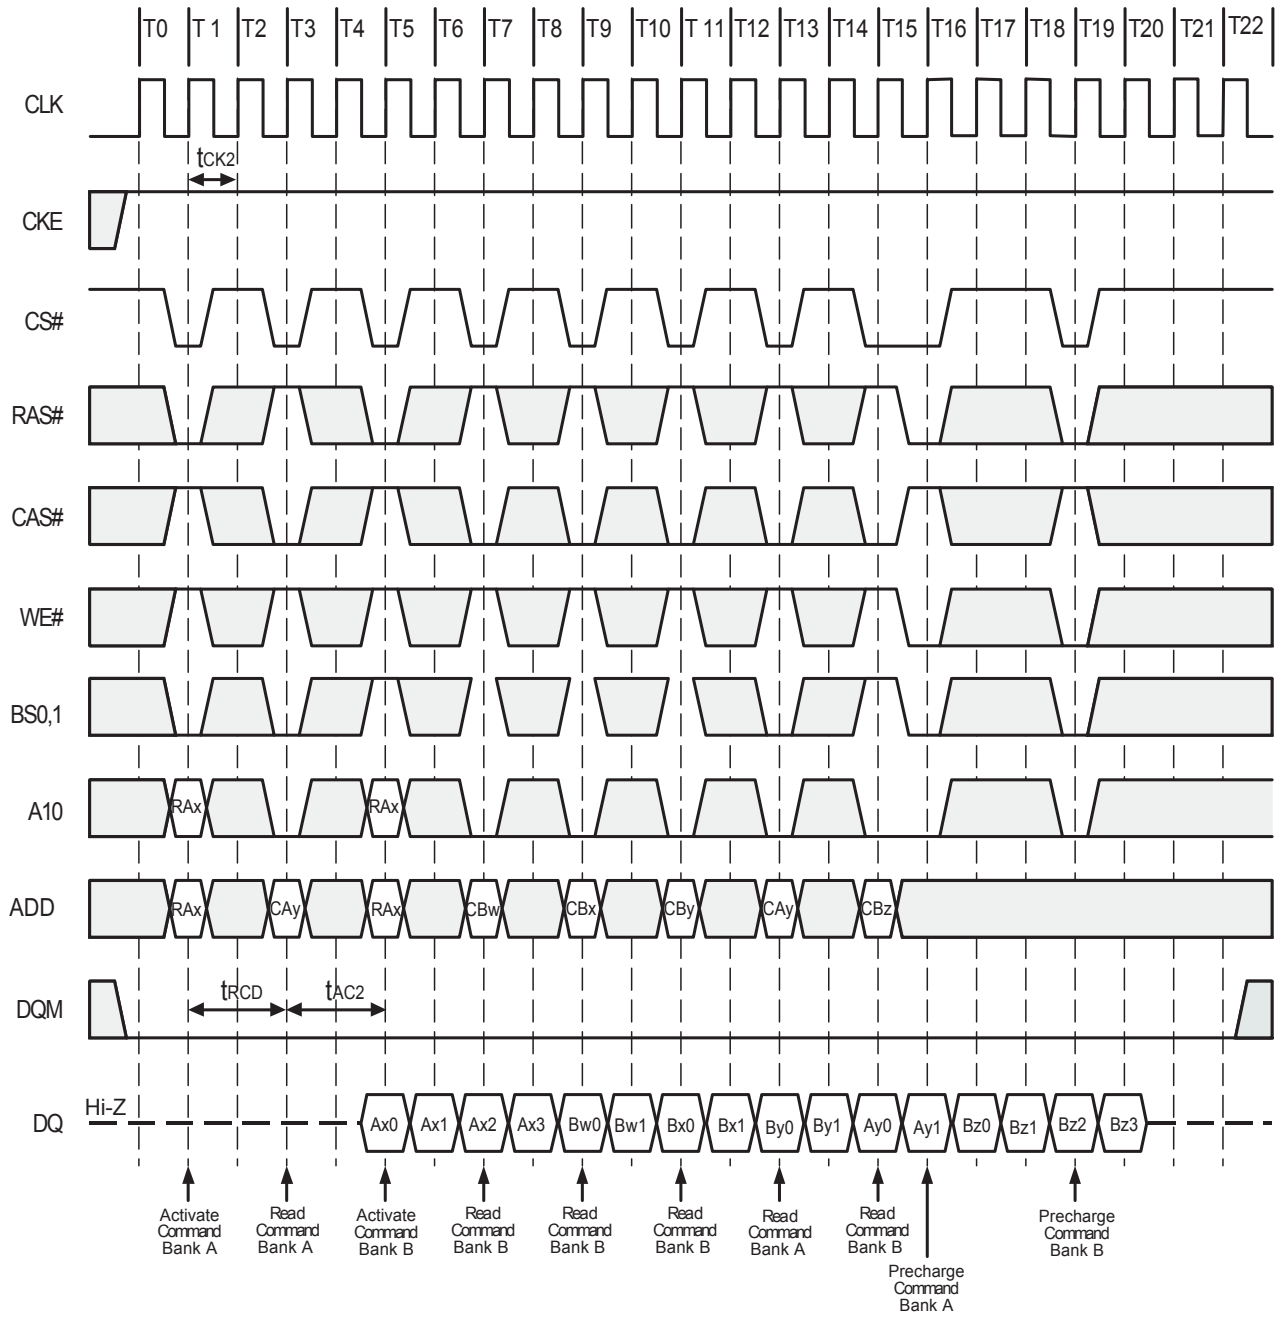 T0 T 1 T2 T3 T4 T5 T6 T7 T8 T9 T10 T 11 T12 T13 T14 T15 T16 T17 T18 T19 T20 T21 T22
CLK
tCK2
CKE
CS#
RAS#
CAS#
WE#
BS0,1
A10 RAx RAx
ADD RAx CAy RAx CBw CBx CBy CAy CBz
DQM tRCD tAC2
Hi-Z
DQ Ax0 Ax1 Ax2 Ax3 Bw0 Bw1 Bx0 Bx1 By0 By1 Ay0 Ay1 Bz0 Bz1 Bz2 Bz3
Activate
Command
Bank A
Read
Command
Bank A
Activate
Command
Bank B
Read
Command
Bank B
Read
Command
Bank B
Read
Command
Bank B
Read
Command
Bank A
Read
Command
Bank B
Precharge
Command
Bank A
Precharge
Command
Bank B